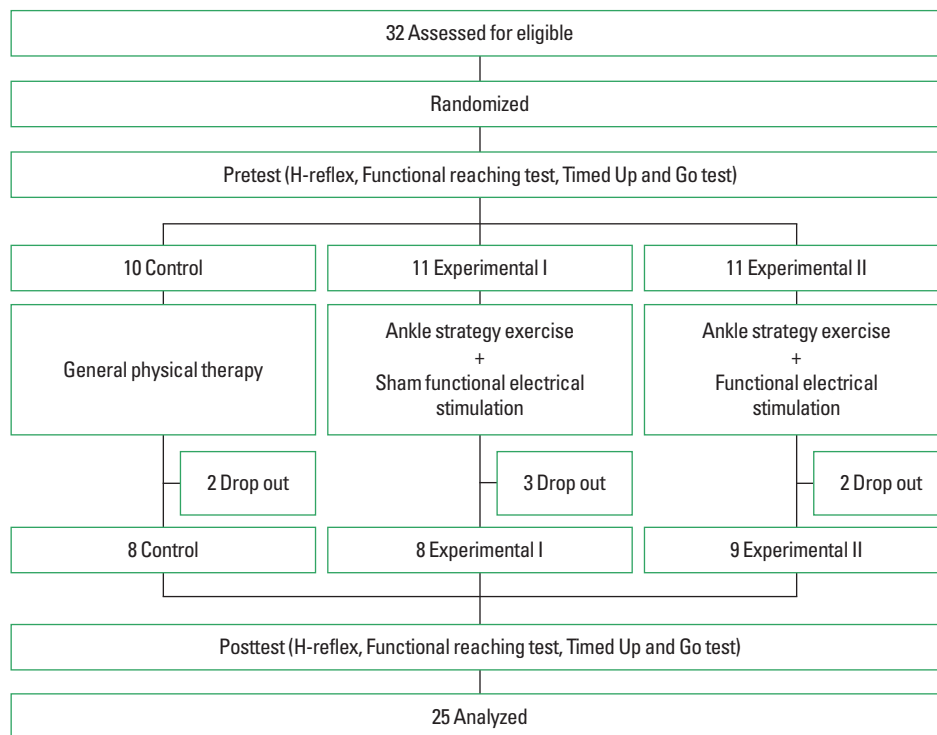 32 Assessed for eligible
Randomized
Pretest (H-reflex, Functional reaching test, Timed Up and Go test)
10 Control
11 Experimental I
11 Experimental II
General physical therapy
Ankle strategy exercise
+
Sham functional electrical
stimulation
Ankle strategy exercise
+
Functional electrical
stimulation
2 Drop out
3 Drop out
2 Drop out
8 Control
8 Experimental I
9 Experimental II
Posttest (H-reflex, Functional reaching test, Timed Up and Go test)
25 Analyzed